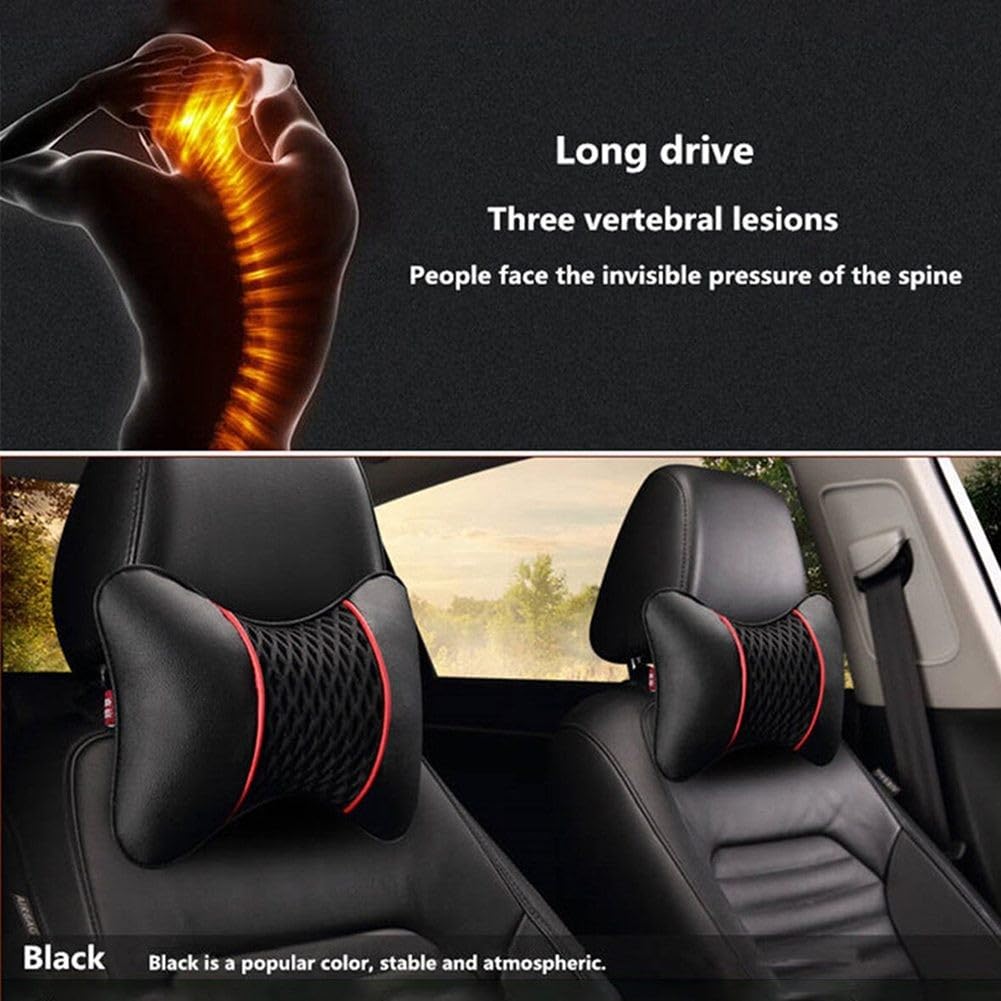 Long drive
Three vertebral lesions
People face the invisible pressure of the spine
AIRBAG
Black
Black is a popular color, stable and atmospheric.